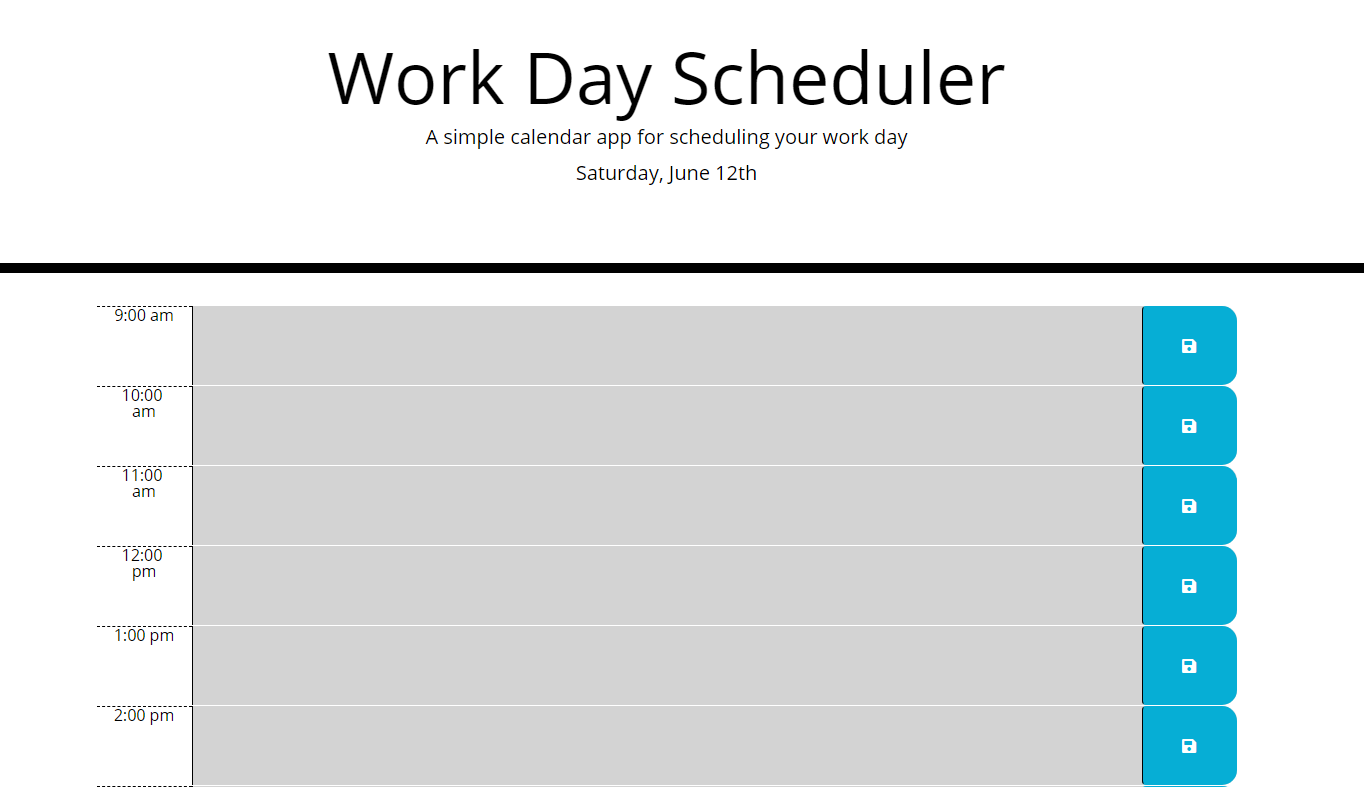 Work Day Scheduler
A simple calendar app for scheduling your work day
Saturday, June 12th
9:00 am
10:00
am
11:00
am
12:00
pm
1:00 pm
2:00 pm